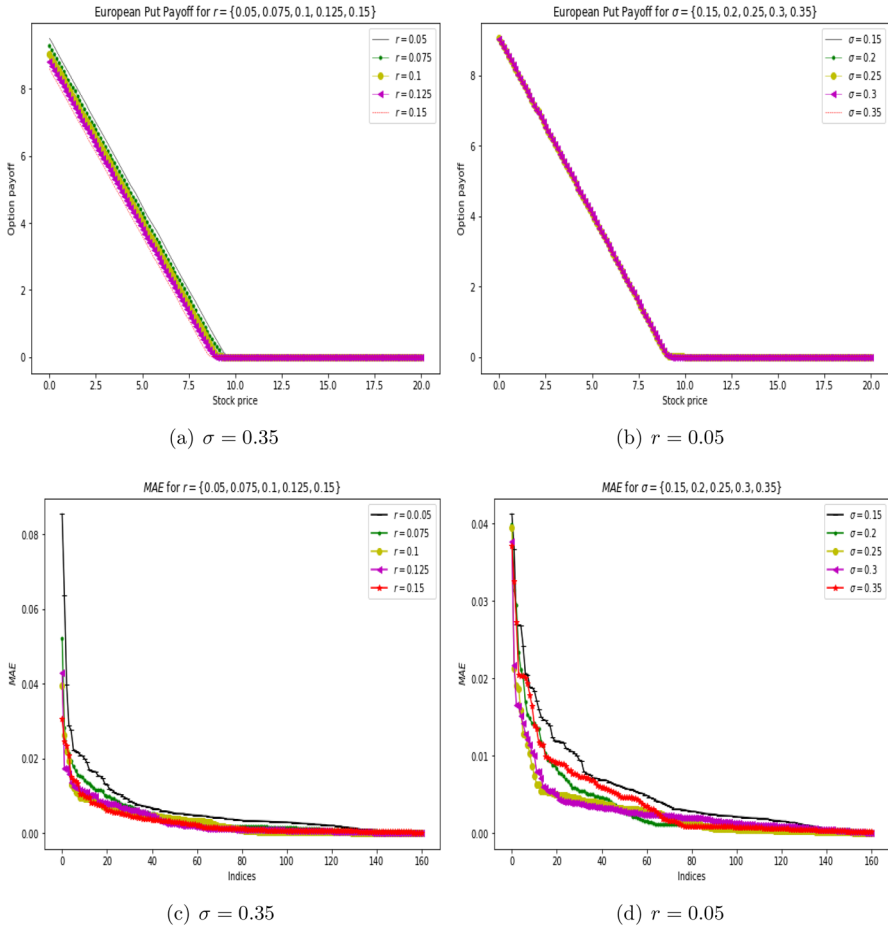 European Put Payoff for r = {0.05, 0.075, 0.1, 0.125, 0.15}
r = 0.05
r = 0.075
r = 0.1
r = 0.125
r = 0.15
Option payoff
8
6
4
2
0
0.0 2.5 5.0 7.5 10.0 12.5 15.0 17.5 20.0
Stock price
(a) σ = 0.35
European Put Payoff for σ = {0.15, 0.2, 0.25, 0.3, 0.35}
σ = 0.15
σ = 0.2
σ = 0.25
σ = 0.3
σ = 0.35
Option payoff
8
6
4
2
0
0.0 2.5 5.0 7.5 10.0 12.5 15.0 17.5 20.0
Stock price
(b) r = 0.05
MAE for r = {0.05, 0.075, 0.1, 0.125, 0.15}
r = 0.0.05
r = 0.075
r = 0.1
r = 0.125
r = 0.15
MAE
0.08
0.06
0.04
0.02
0.00
0 20 40 60 80 100 120 140 160
Indices
(c) σ = 0.35
MAE for σ = {0.15, 0.2, 0.25, 0.3, 0.35}
σ = 0.15
σ = 0.2
σ = 0.25
σ = 0.3
σ = 0.35
MAE
0.04
0.03
0.02
0.01
0.00
0 20 40 60 80 100 120 140 160
Indices
(d) r = 0.05